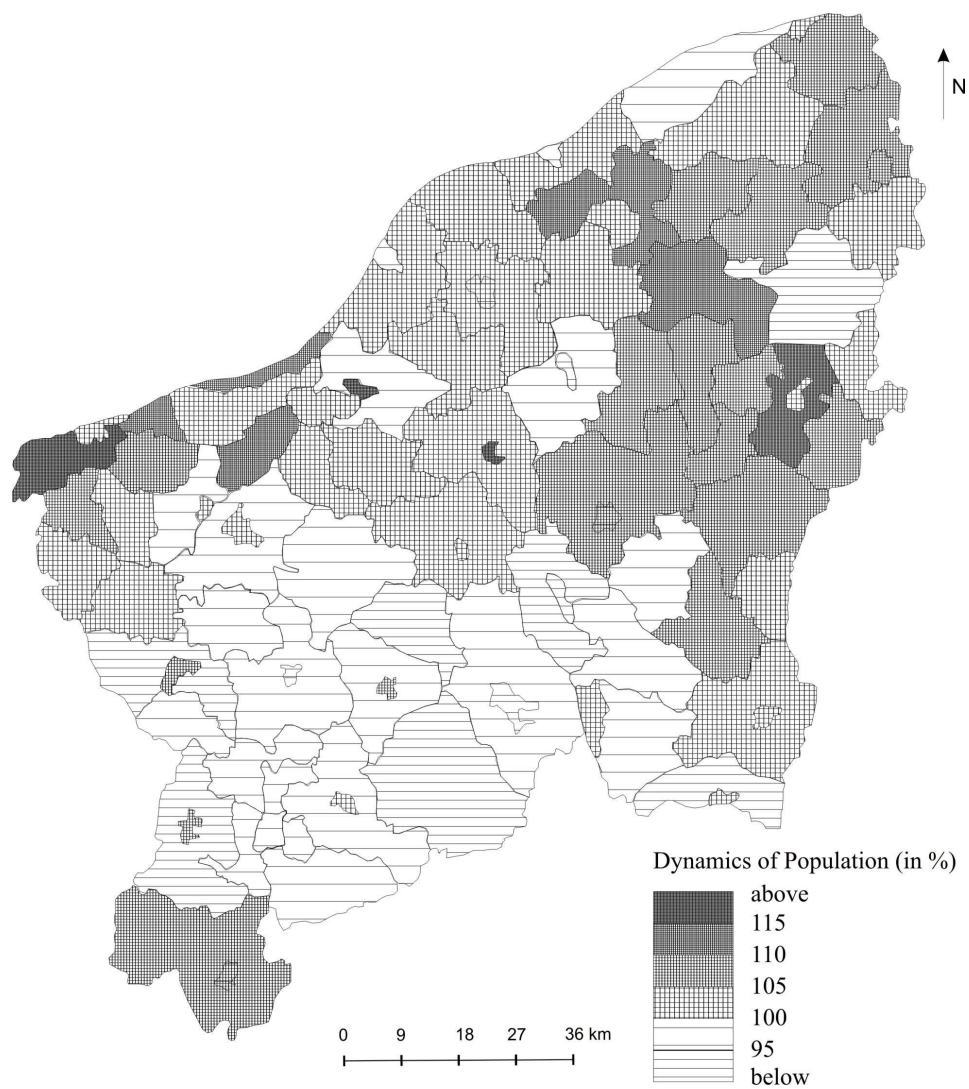 N
Dynamics of Population (in %)
above
115
110
105
100
95
below
0 9 18 27 36 km